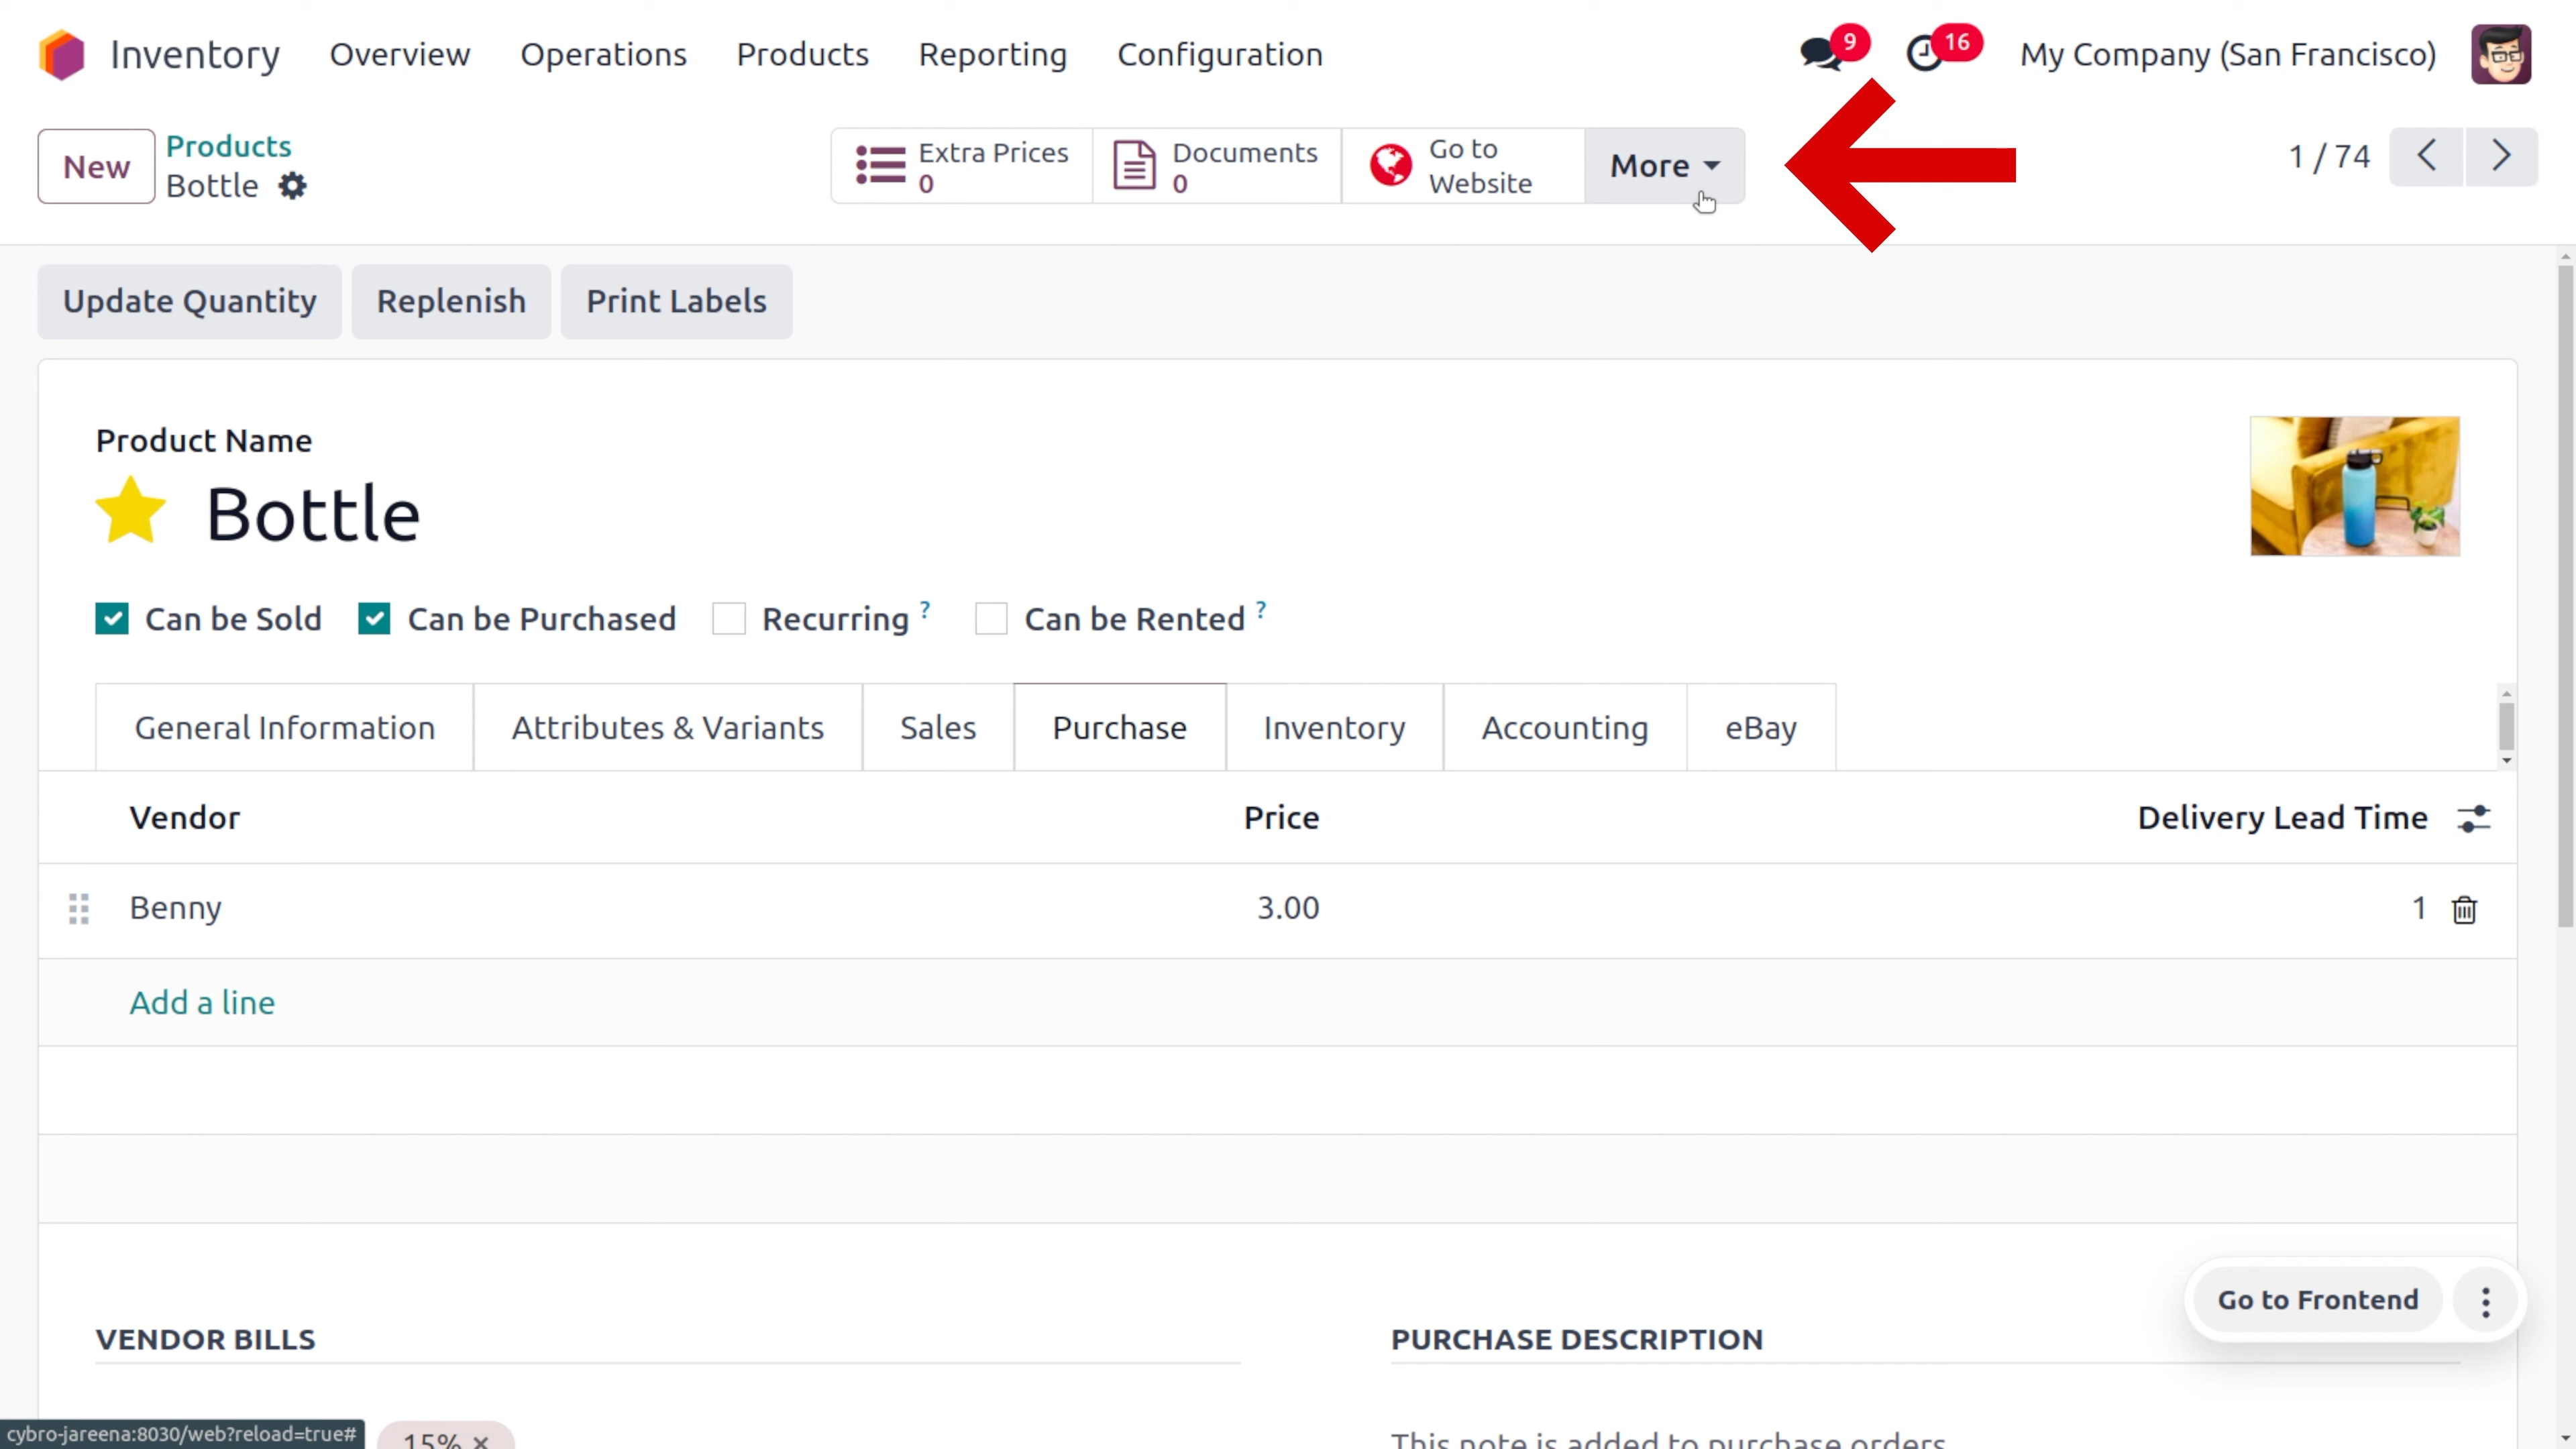 Inventory Overview Operations Products Reporting Configuration 9 16 My Company (San Francisco)
New Products Bottle
Extra Prices 0
Documents 0
Go to Website
More
1 / 74
Update Quantity Replenish Print Labels
Product Name
Bottle
Can be Sold Can be Purchased Recurring ? Can be Rented ?
General Information Attributes & Variants Sales Purchase Inventory Accounting eBay
Vendor Price Delivery Lead Time
Benny 3.00 1
Add a line
Go to Frontend
VENDOR BILLS PURCHASE DESCRIPTION
cybro-jareena:8030/web?reload=true# 15% × This note is added to purchase orders